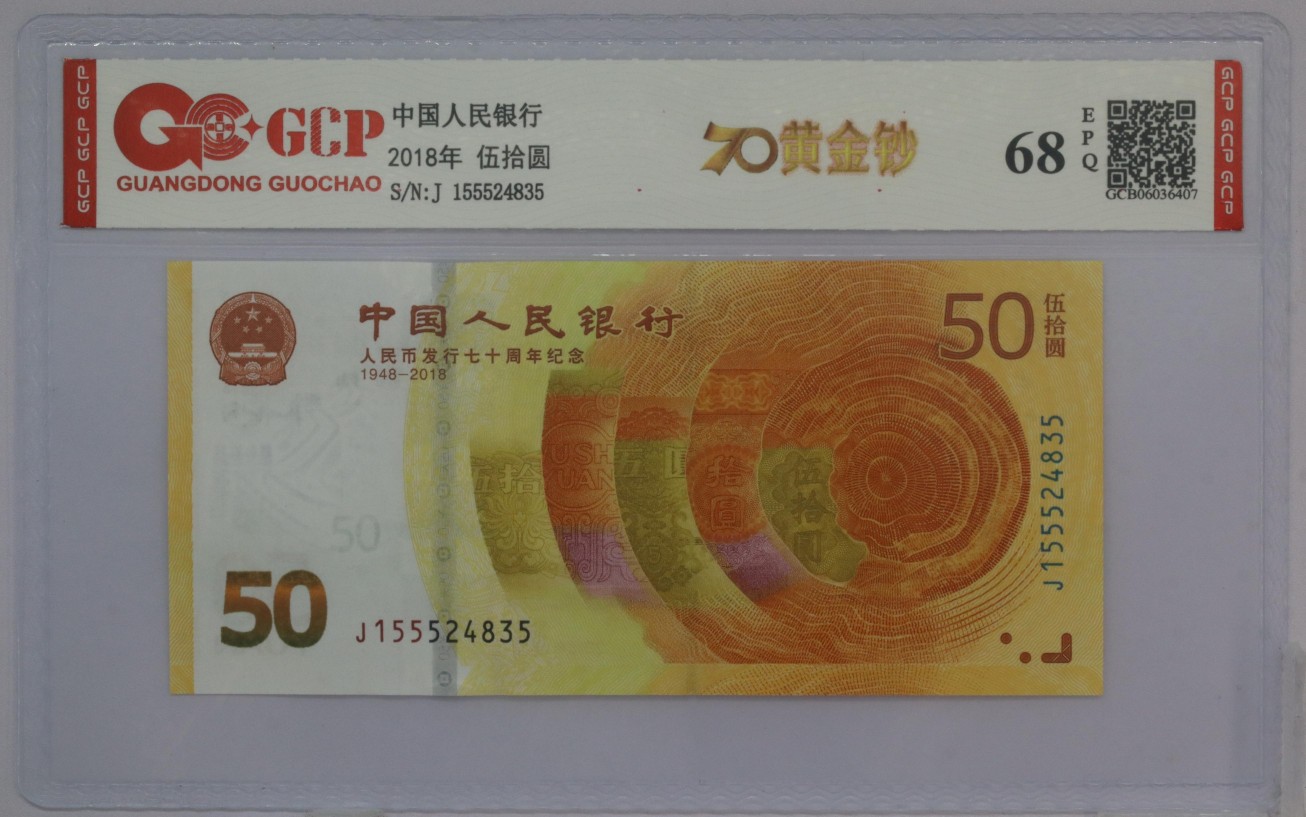 GCP GCP GCP
GCP
GUANGDONG GUOCHAO
中国人民银行
2018年 伍拾圆
S/N:J 155524835
70黄金钞
68
EPQ
GCB06036407
GCP GCP GCP
中国人民银行
人民币发行七十周年纪念
1948-2018
50
伍拾圆
伍拾
五圆
拾圆
伍拾圆
J155524835
50
50
J155524835